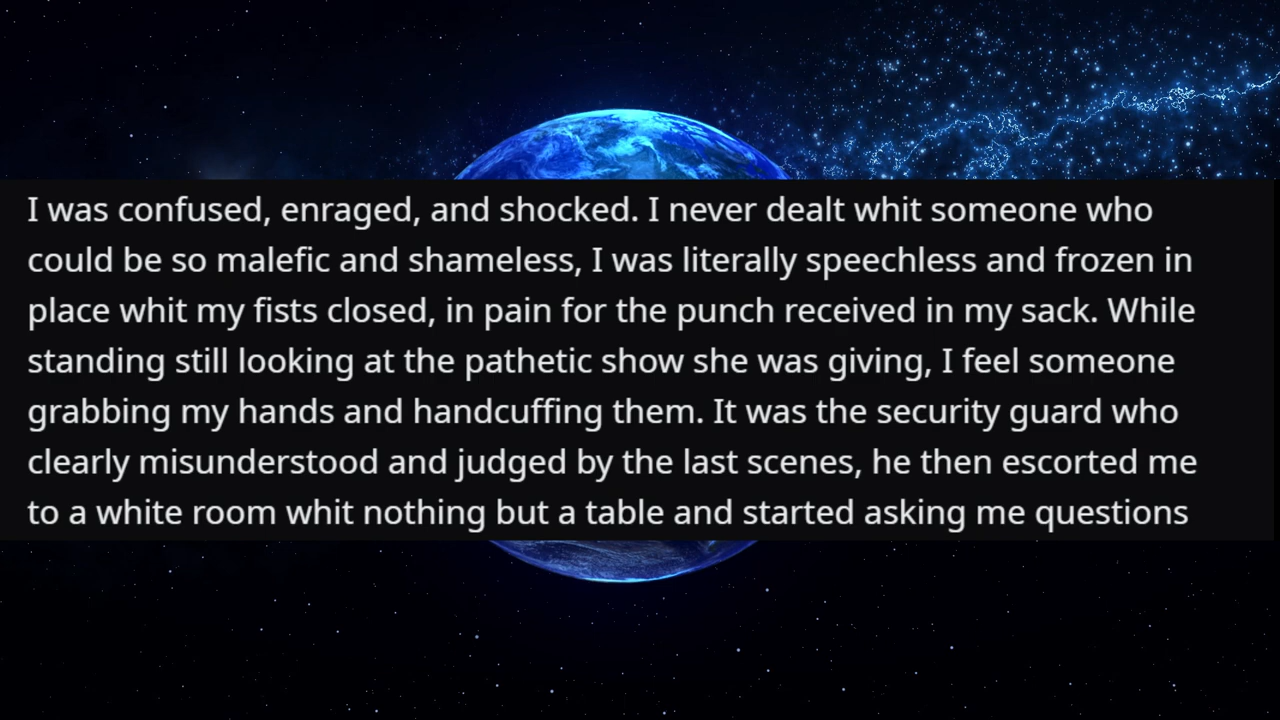 I was confused, enraged, and shocked. I never dealt whit someone who
could be so malefic and shameless, I was literally speechless and frozen in
place whit my fists closed, in pain for the punch received in my sack. While
standing still looking at the pathetic show she was giving, I feel someone
grabbing my hands and handcuffing them. It was the security guard who
clearly misunderstood and judged by the last scenes, he then escorted me
to a white room whit nothing but a table and started asking me questions